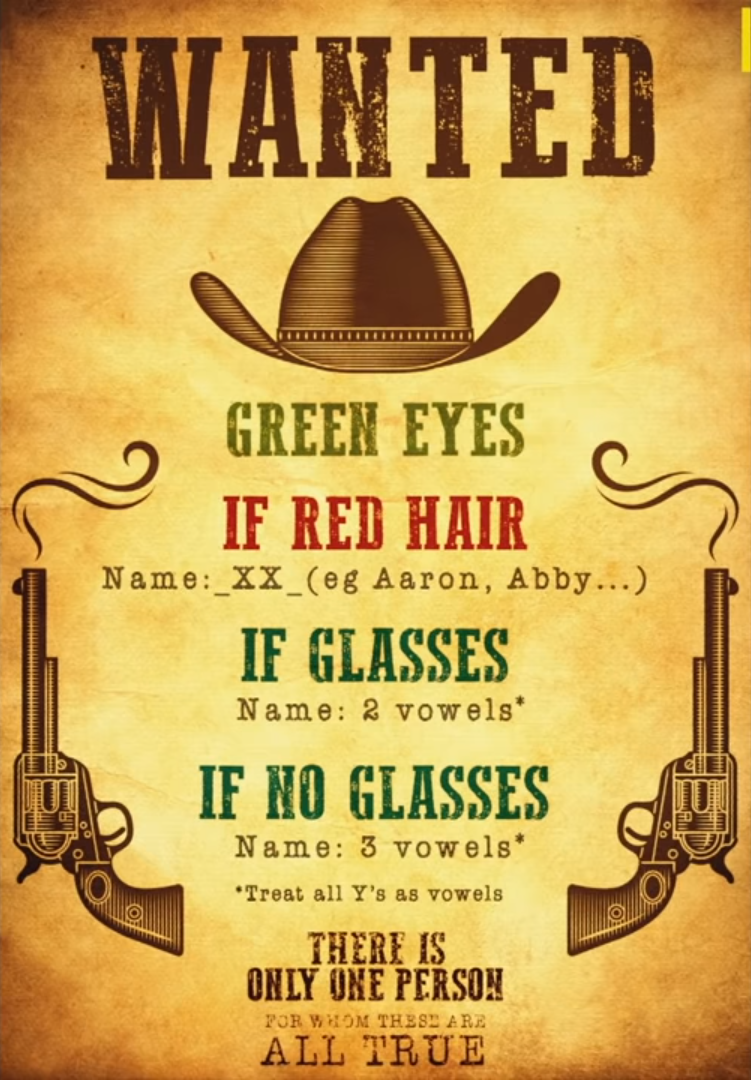 WANTED
GREEN EYES
IF RED HAIR
Name:_XX_(eg Aaron, Abby...)
IF GLASSES
Name: 2 vowels*
IF NO GLASSES
Name: 3 vowels*
*Treat all Y's as vowels
THERE IS
ONLY ONE PERSON
FOR WHOM THESE ARE
ALL TRUE